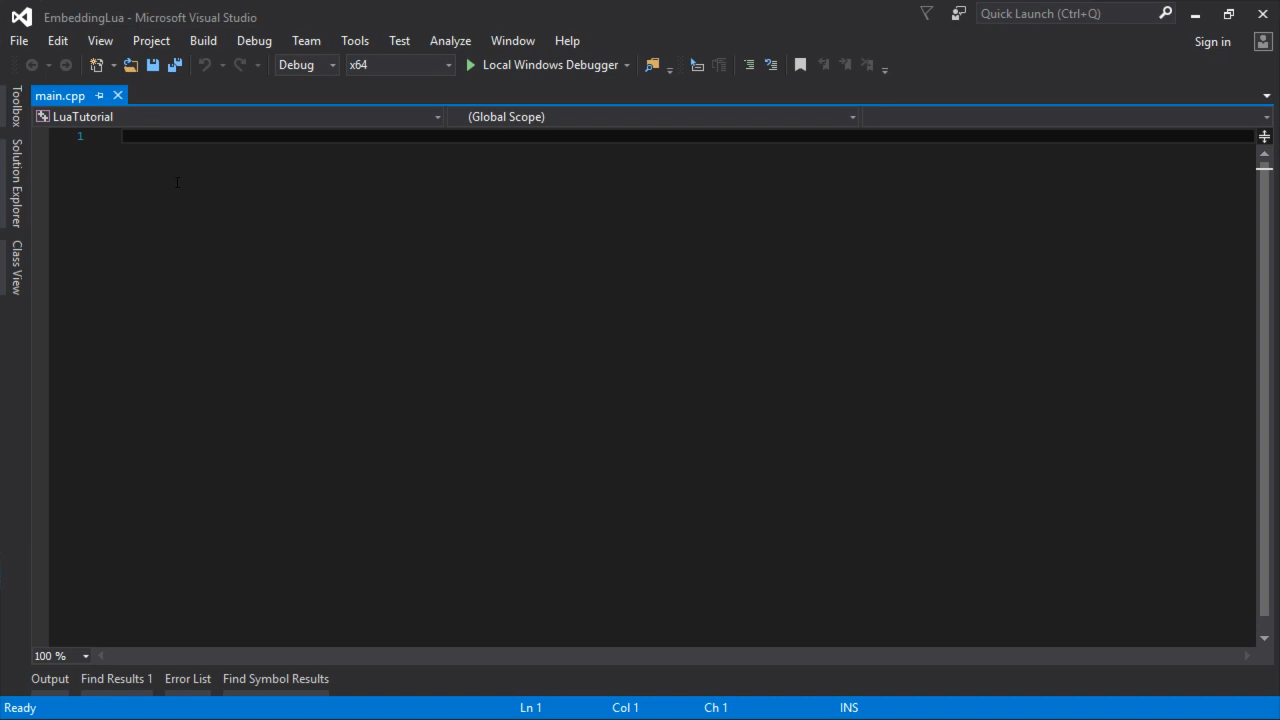 EmbeddingLua - Microsoft Visual Studio
Quick Launch (Ctrl+Q)
File Edit View Project Build Debug Team Tools Test Analyze Window Help
Sign in
Debug x64 Local Windows Debugger
main.cpp
LuaTutorial (Global Scope)
Toolbox
Solution Explorer
Class View
1
100 %
Output Find Results 1 Error List Find Symbol Results
Ready Ln 1 Col 1 Ch 1 INS